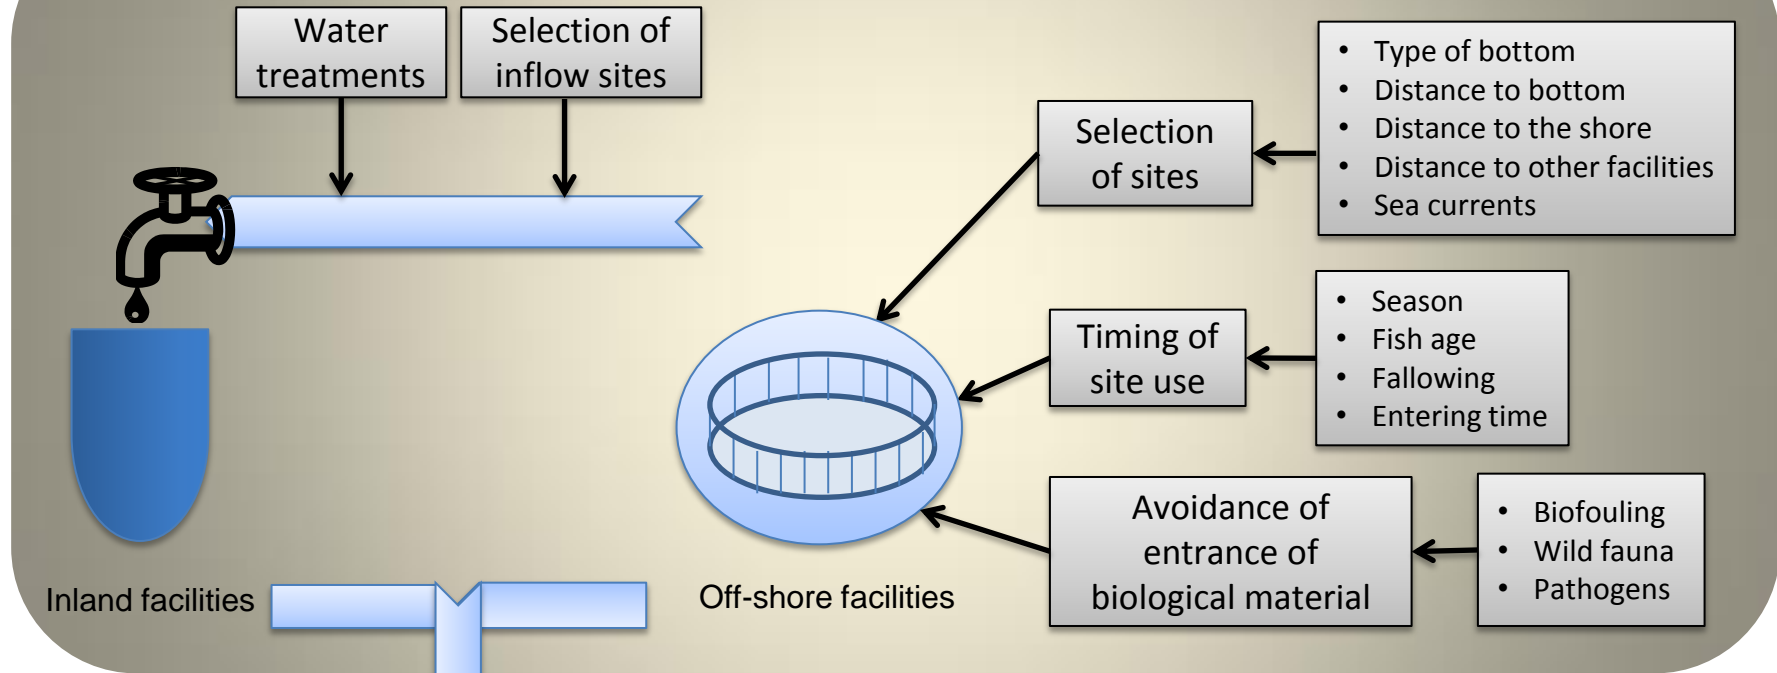 Water
treatments
Selection of
inflow sites
Selection
of sites
• Type of bottom
• Distance to bottom
• Distance to the shore
• Distance to other facilities
• Sea currents
Timing of
site use
• Season
• Fish age
• Fallowing
• Entering time
Avoidance of
entrance of
biological material
• Biofouling
• Wild fauna
• Pathogens
Inland facilities
Off-shore facilities